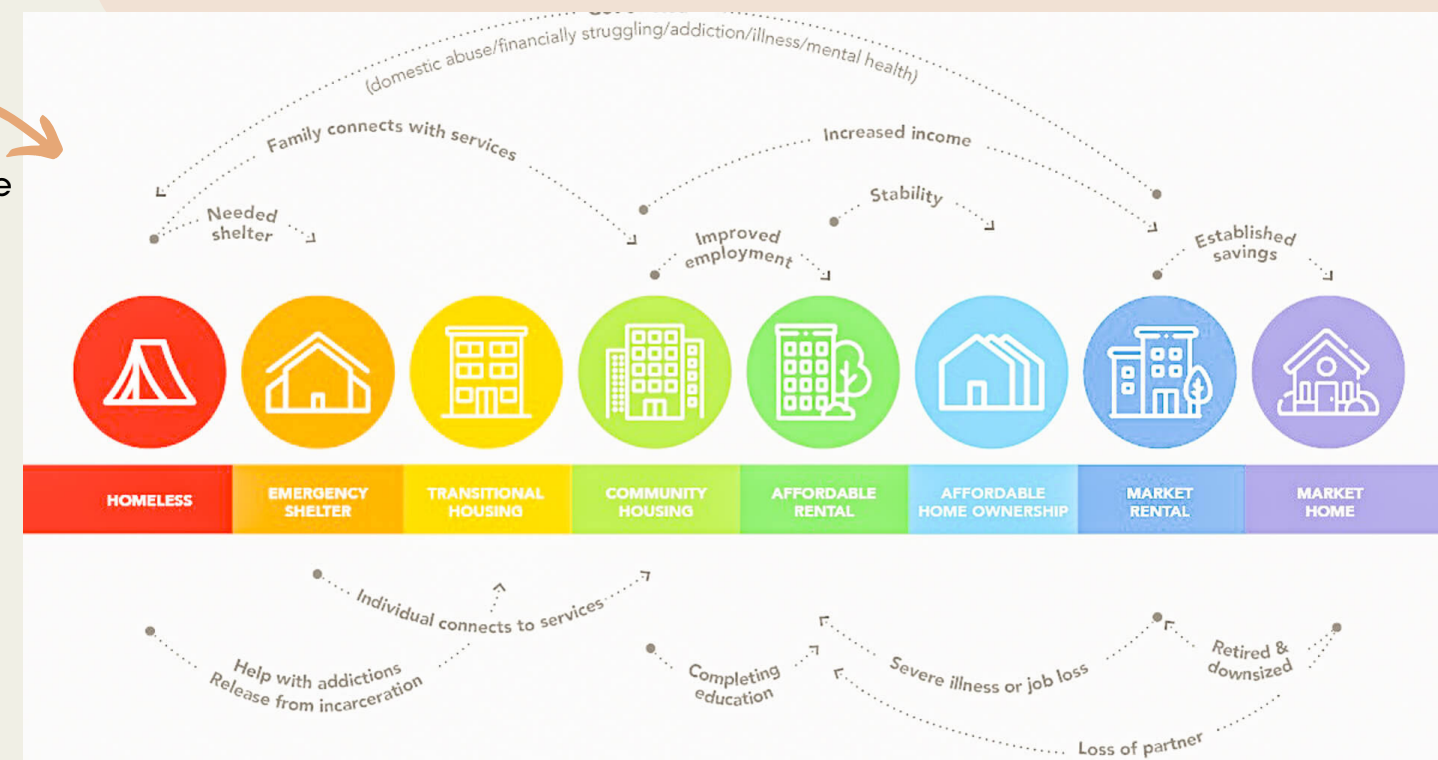 (domestic abuse/financially struggling/addiction/illness/mental health)
Family connects with services
Increased income
e
Needed
shelter
Stability
Improved
employment
Established
savings
HOMELESS
EMERGENCY
SHELTER
TRANSITIONAL
HOUSING
COMMUNITY
HOUSING
AFFORDABLE
RENTAL
AFFORDABLE
HOME OWNERSHIP
MARKET
RENTAL
MARKET
HOME
Individual connects to services
Help with addictions
Release from incarceration
Completing
education
Severe illness or job loss
Retired &
downsized
Loss of partner